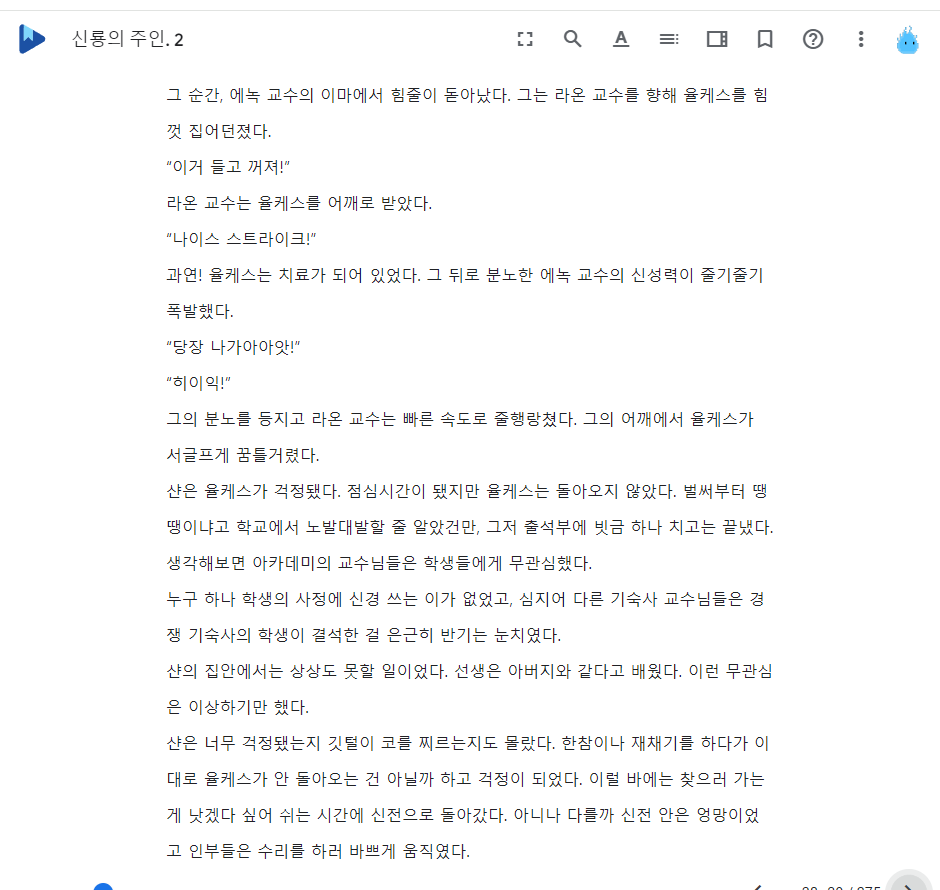 신룡의 주인. 2
그 순간, 에녹 교수의 이마에서 힘줄이 돋아났다. 그는 라온 교수를 향해 율케스를 힘
껏 집어던졌다.
“이거 들고 꺼져!”
라온 교수는 율케스를 어깨로 받았다.
“나이스 스트라이크!”
과연! 율케스는 치료가 되어 있었다. 그 뒤로 분노한 에녹 교수의 신성력이 줄기줄기
폭발했다.
“당장 나가아아앗!”
“히이익!”
그의 분노를 등지고 라온 교수는 빠른 속도로 줄행랑쳤다. 그의 어깨에서 율케스가
서글프게 꿈틀거렸다.
샨은 율케스가 걱정됐다. 점심시간이 됐지만 율케스는 돌아오지 않았다. 벌써부터 땡
땡이냐고 학교에서 노발대발할 줄 알았건만, 그저 출석부에 빗금 하나 치고는 끝냈다.
생각해보면 아카데미의 교수님들은 학생들에게 무관심했다.
누구 하나 학생의 사정에 신경 쓰는 이가 없었고, 심지어 다른 기숙사 교수님들은 경
쟁 기숙사의 학생이 결석한 걸 은근히 반기는 눈치였다.
샨의 집안에서는 상상도 못할 일이었다. 선생은 아버지와 같다고 배웠다. 이런 무관심
은 이상하기만 했다.
샨은 너무 걱정됐는지 깃털이 코를 찌르는지도 몰랐다. 한참이나 재채기를 하다가 이
대로 율케스가 안 돌아오는 건 아닐까 하고 걱정이 되었다. 이럴 바에는 찾으러 가는
게 낫겠다 싶어 쉬는 시간에 신전으로 돌아갔다. 아니나 다를까 신전 안은 엉망이었
고 인부들은 수리를 하러 바쁘게 움직였다.